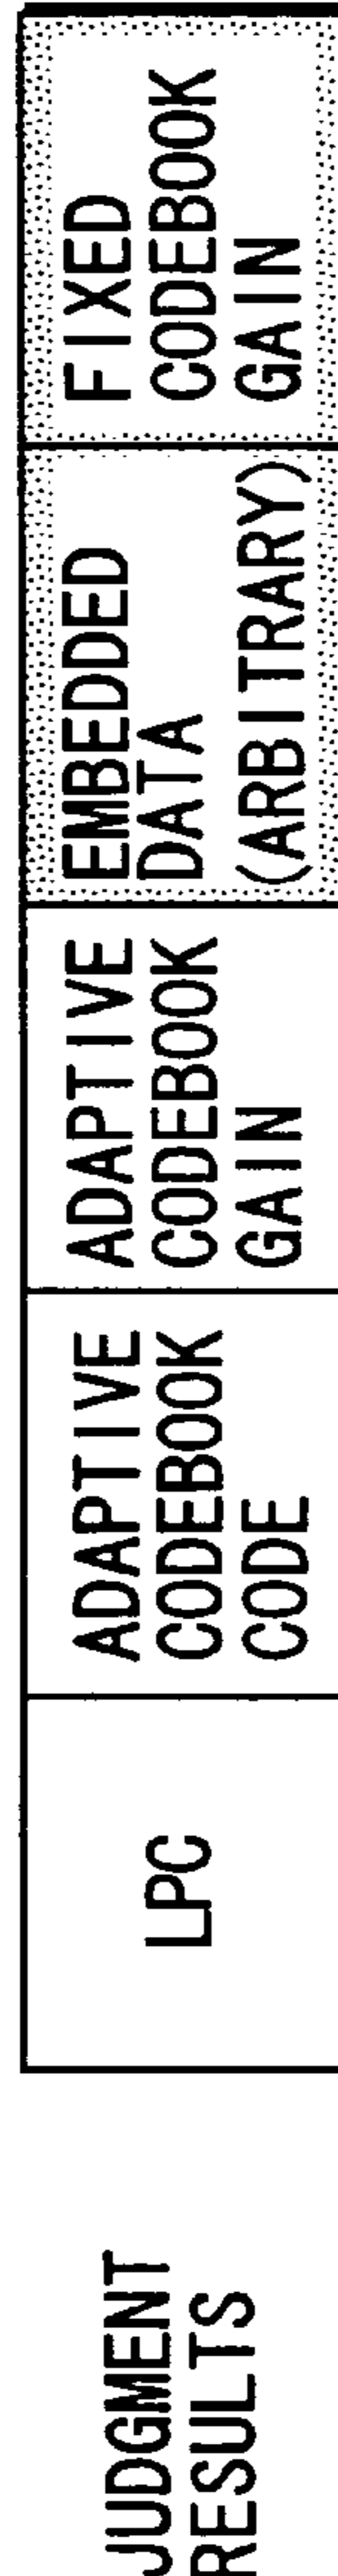 JUDGMENT
RESULTS
LPC
ADAPTIVE
CODEBOOK
CODE
ADAPTIVE
CODEBOOK
GAIN
EMBEDDED
DATA
(ARBITRARY)
FIXED
CODEBOOK
GAIN